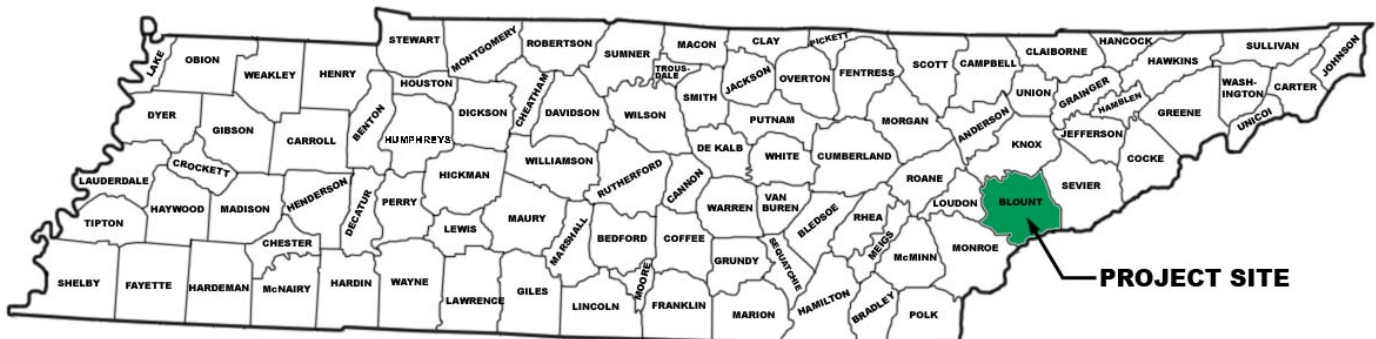 LAKE
OBION
WEAKLEY
HENRY
STEWART
MONTGOMERY
ROBERTSON
SUMNER
MACON
CLAY
PICKETT
SCOTT
CAMPBELL
CLAIBORNE
HANCOCK
HAWKINS
SULLIVAN
JOHNSON
HOUSTON
TROUS-
DALE
JACKSON
OVERTON
FENTRESS
UNION
GRAINGER
HAMBLEN
WASH-
INGTON
CARTER
UNICOI
DYER
GIBSON
CARROLL
BENTON
HUMPHREYS
DICKSON
CHEATHAM
DAVIDSON
WILSON
SMITH
PUTNAM
MORGAN
ANDERSON
KNOX
JEFFERSON
GREENE
COCKE
LAUDERDALE
CROCKETT
HICKMAN
WILLIAMSON
RUTHERFORD
CANNON
DE KALB
WHITE
CUMBERLAND
ROANE
LOUDON
BLOUNT
SEVIER
TIPTON
HAYWOOD
MADISON
HENDERSON
DECATUR
PERRY
LEWIS
MAURY
MARSHALL
BEDFORD
COFFEE
WARREN
VAN
BUREN
BLEDSOE
RHEA
MEIGS
McMINN
MONROE
CHESTER
SHELBY
FAYETTE
HARDEMAN
McNAIRY
HARDIN
WAYNE
LAWRENCE
GILES
LINCOLN
MOORE
FRANKLIN
GRUNDY
SEQUATCHIE
MARION
HAMILTON
BRADLEY
POLK
PROJECT SITE